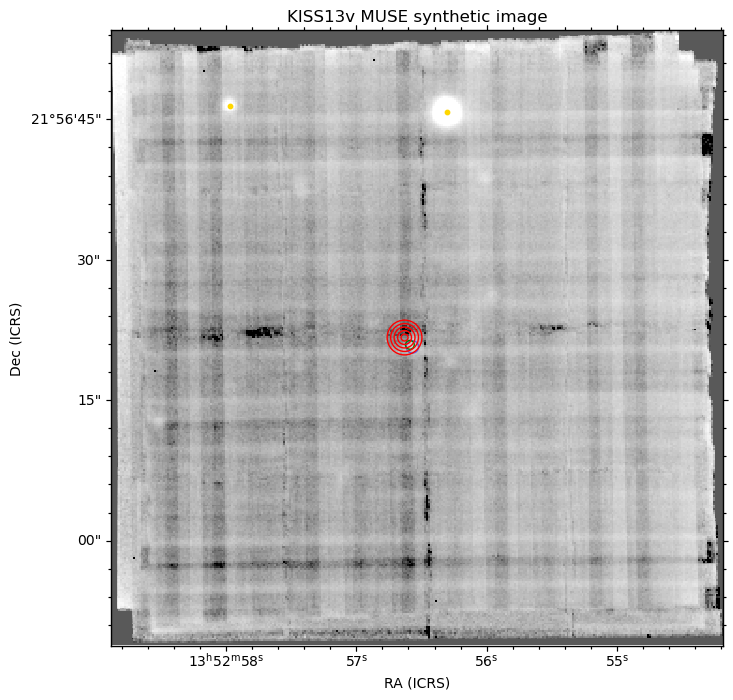 KISS13v MUSE synthetic image
21°56'45"
30"
15"
00"
Dec (ICRS)
13ʰ52ᵐ58ˢ
57ˢ
56ˢ
55ˢ
RA (ICRS)